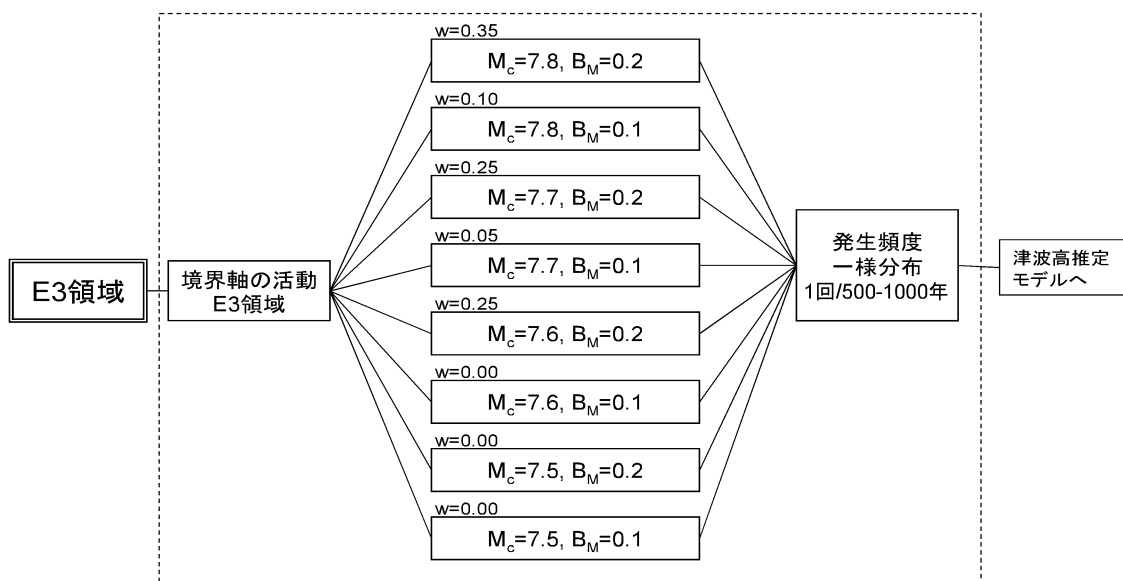 E3領域
境界軸の活動
E3領域
w=0.35
Mc=7.8, BM=0.2
w=0.10
Mc=7.8, BM=0.1
w=0.25
Mc=7.7, BM=0.2
w=0.05
Mc=7.7, BM=0.1
w=0.25
Mc=7.6, BM=0.2
w=0.00
Mc=7.6, BM=0.1
w=0.00
Mc=7.5, BM=0.2
w=0.00
Mc=7.5, BM=0.1
発生頻度
一様分布
1回/500-1000年
津波高推定
モデルへ